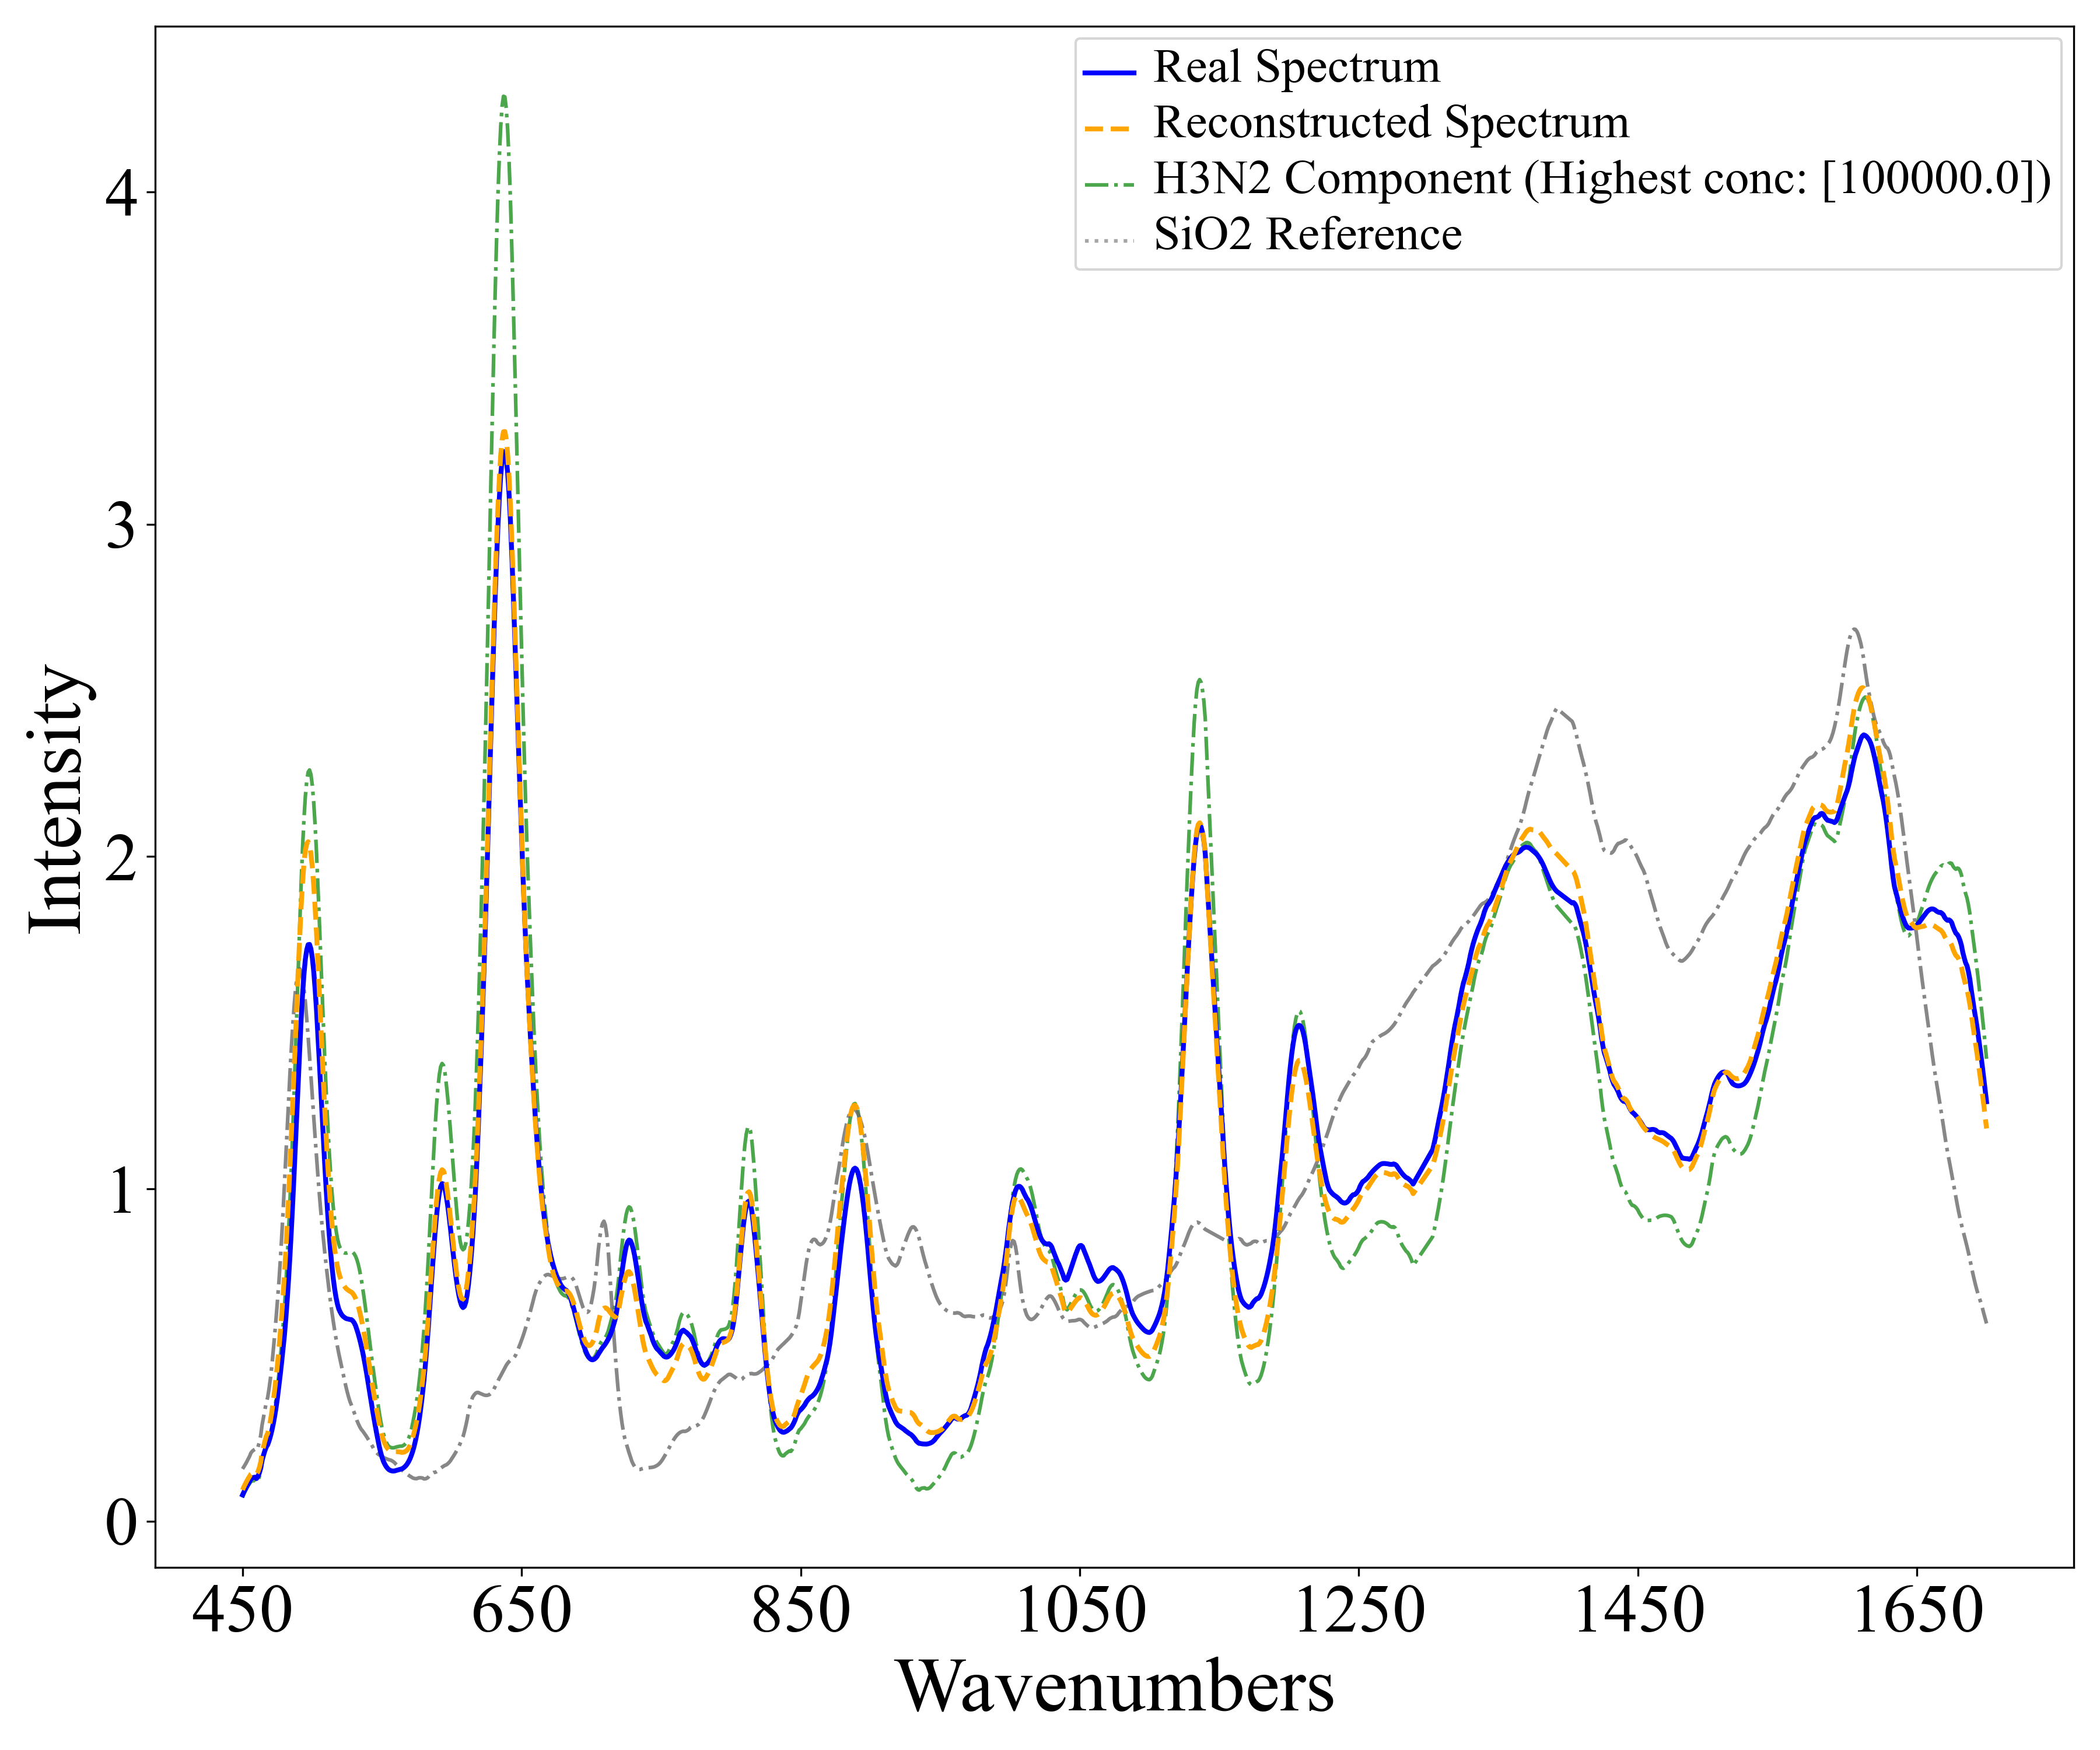 Real Spectrum
Reconstructed Spectrum
H3N2 Component (Highest conc: [100000.0])
SiO2 Reference
Intensity
4
3
2
1
0
450 650 850 1050 1250 1450 1650
Wavenumbers